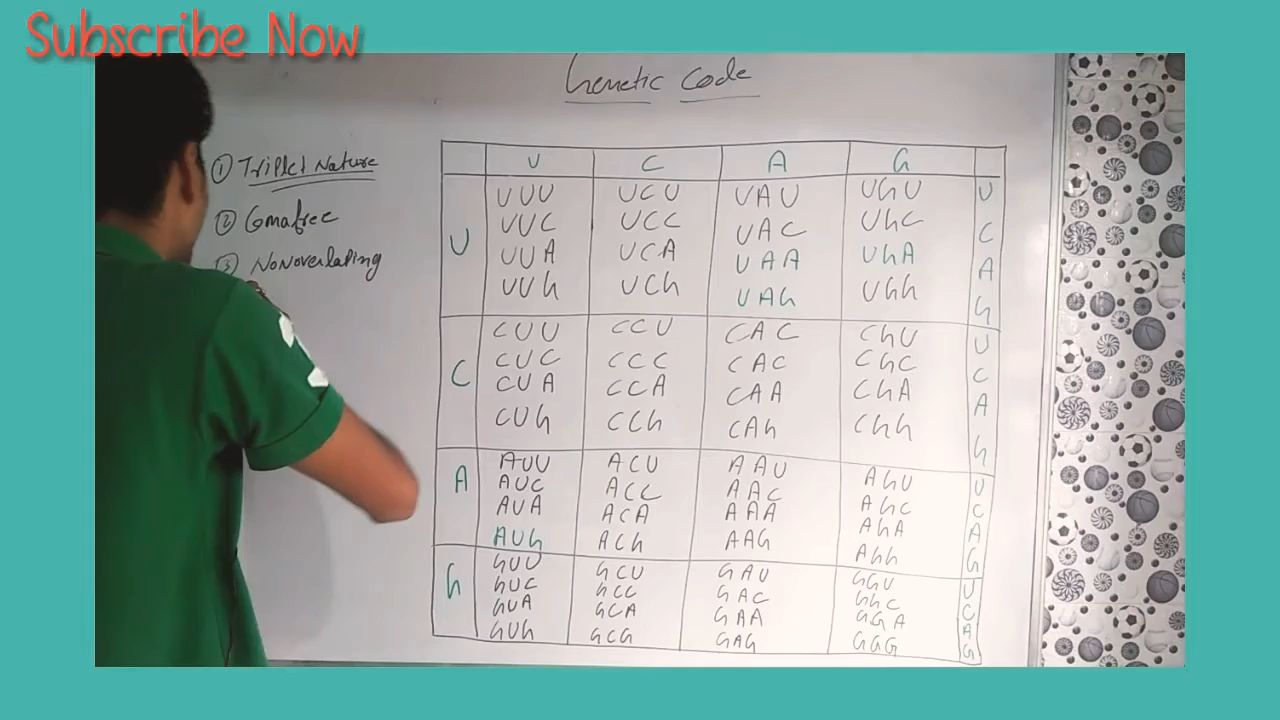 Subscribe Now
Genetic Code
① Triplet Nature
② Gmafree
③ Nonoverlaping
U C A G
U
UUU UCU UAU UGU U
UUC UCC UAC UGC C
UUA UCA UAA UGA A
UUG UCG UAG UGG G
C
CUU CCU CAC CGU U
CUC CCC CAC CGC C
CUA CCA CAA CGA A
CUG CCG CAG CGG G
A
AUU ACU AAU AGU U
AUC ACC AAC AGC C
AUA ACA AAA AGA A
AUG ACG AAG AGG G
G
GUU GCU GAU GGU U
GUC GCC GAC GGC C
GUA GCA GAA GGA A
GUG GCG GAG GGG G